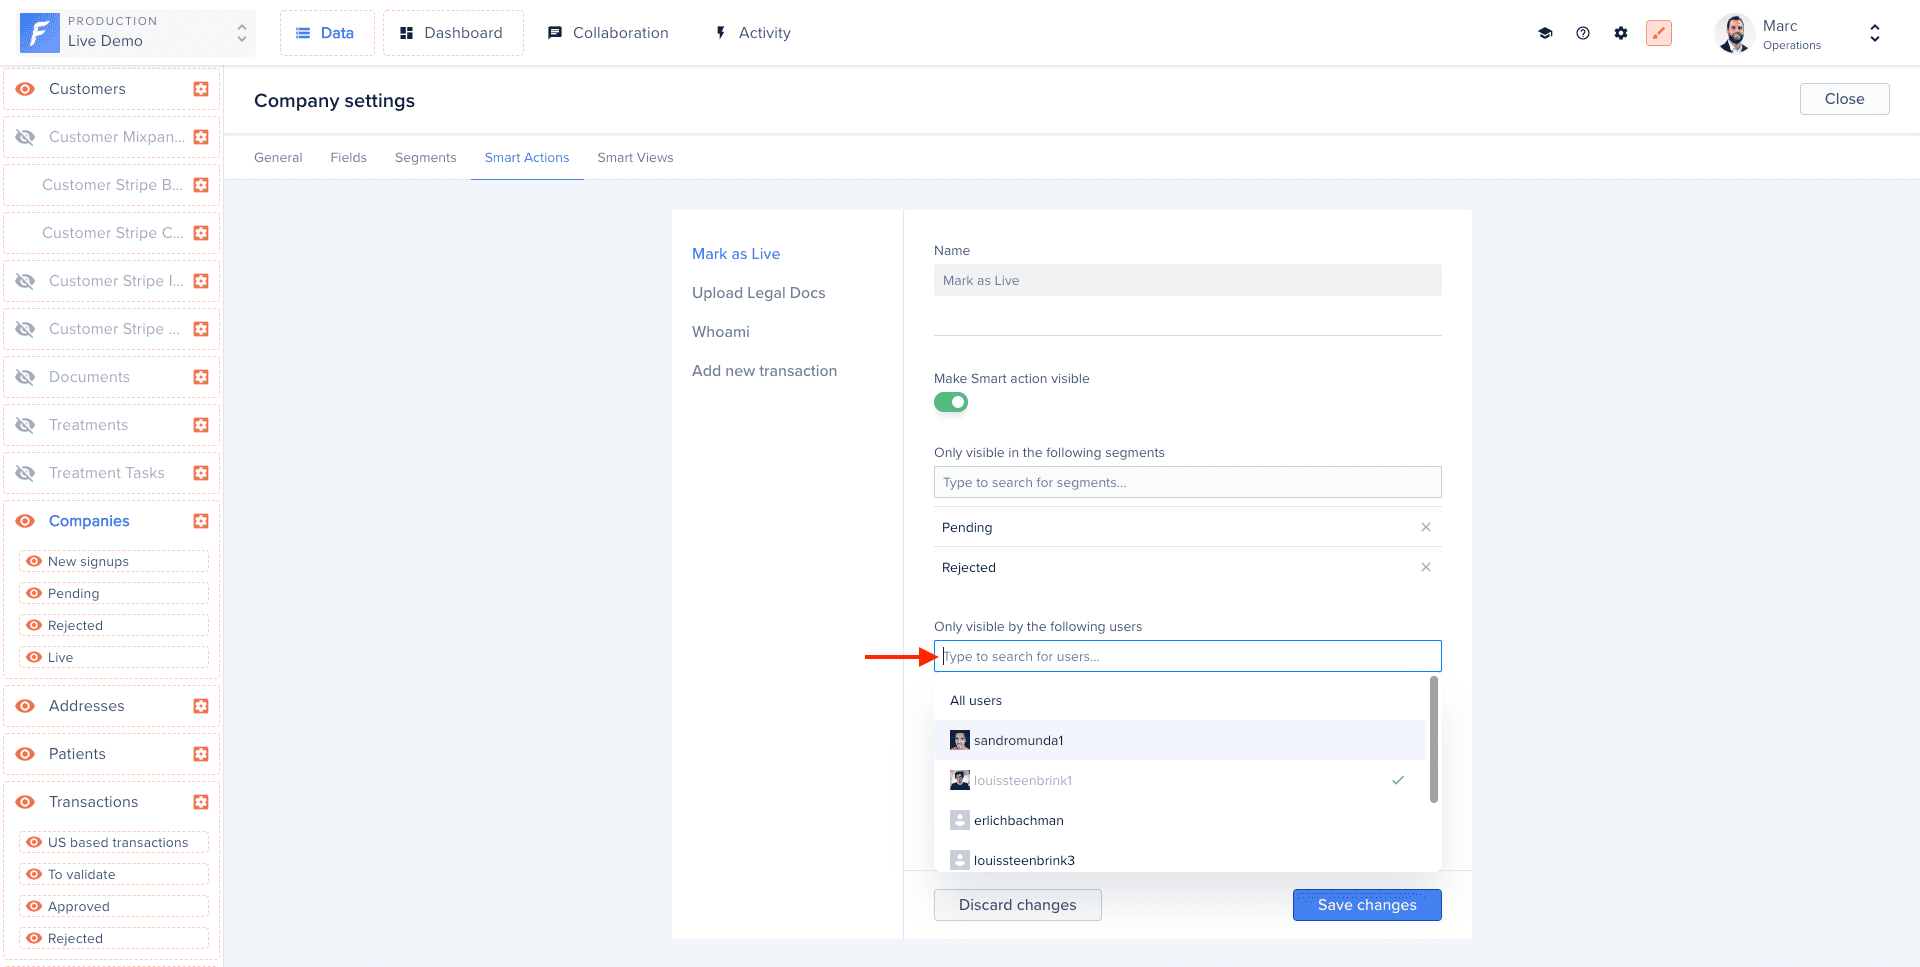 PRODUCTION
Live Demo
Data
Dashboard
Collaboration
Activity
Marc
Operations
Customers
Customer Mixpan...
Customer Stripe B...
Customer Stripe C...
Customer Stripe I...
Customer Stripe ...
Documents
Treatments
Treatment Tasks
Companies
New signups
Pending
Rejected
Live
Addresses
Patients
Transactions
US based transactions
To validate
Approved
Rejected
Company settings
Close
General
Fields
Segments
Smart Actions
Smart Views
Mark as Live
Upload Legal Docs
Whoami
Add new transaction
Name
Mark as Live
Make Smart action visible
Only visible in the following segments
Type to search for segments...
Pending
Rejected
Only visible by the following users
Type to search for users...
All users
sandromunda1
louissteenbrink1
erlichbachman
louissteenbrink3
Discard changes
Save changes